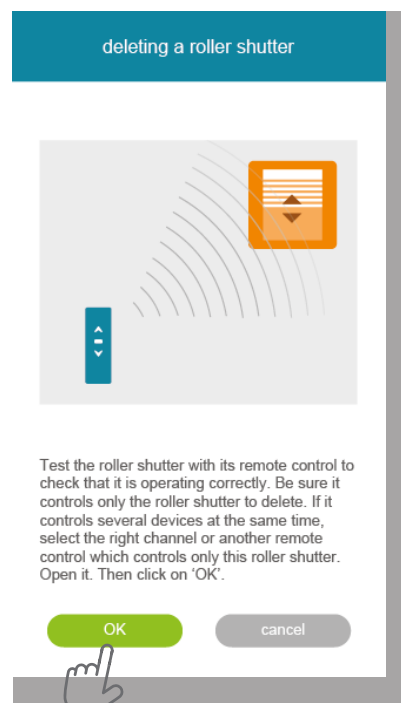 deleting a roller shutter
Test the roller shutter with its remote control to
check that it is operating correctly. Be sure it
controls only the roller shutter to delete. If it
controls several devices at the same time,
select the right channel or another remote
control which controls only this roller shutter.
Open it. Then click on ‘OK’.
OK
cancel